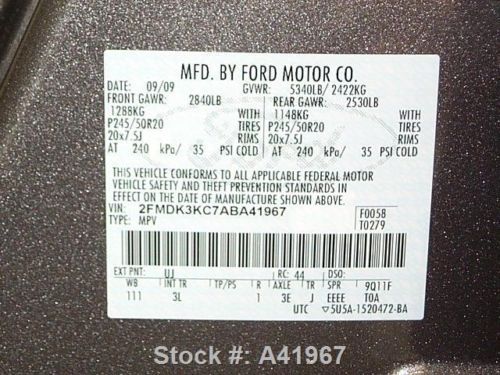 MFD. BY FORD MOTOR CO.
DATE: 09/09 GVWR: 5340LB/ 2422KG
FRONT GAWR: 2840LB REAR GAWR: 2530LB
1288KG WITH 1148KG WITH
P245/50R20 TIRES P245/50R20 TIRES
20x7.5J RIMS 20x7.5J RIMS
AT 240 kPa/ 35 PSI COLD AT 240 kPa/ 35 PSI COLD
THIS VEHICLE CONFORMS TO ALL APPLICABLE FEDERAL MOTOR
VEHICLE SAFETY AND THEFT PREVENTION STANDARDS IN
EFFECT ON THE DATE OF MANUFACTURE SHOWN ABOVE.
VIN: 2FMDK3KC7ABA41967 F0058
TYPE: MPV T0279
EXT PNT: UJ RC: 44 DSO:
WB INT TR TP/PS R AXLE TR SPR 9Q11F
111 3L 1 3E J EEEE T0A
UTC ▽5U5A-1520472-BA
Stock #: A41967